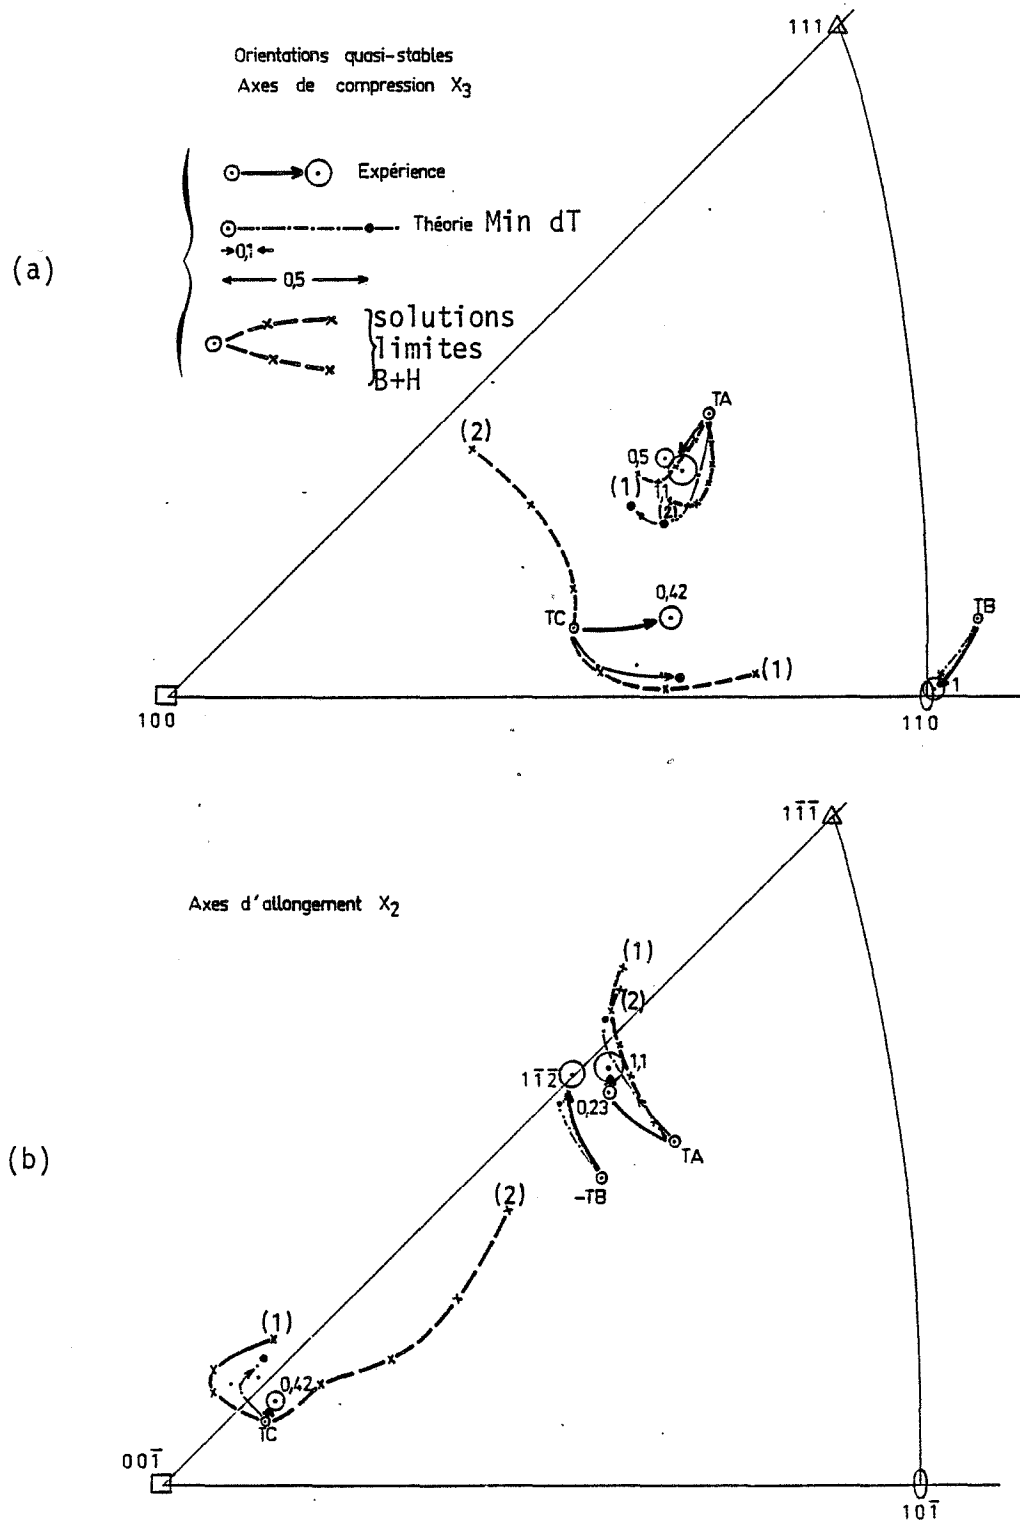 (a)
Orientations quasi-stables
Axes de compression X3
Expérience
Théorie Min dT
0,1
0,5
solutions
limites
B+H
111
TA
0,5
(1)
1,1
(2)
(2)
TC
0,42
(1)
TB
1
100
110
(b)
Axes d'allongement X2
11̅1̅
(1)
(2)
1,1
11̅2̅
0,23
TA
-TB
(2)
(1)
0,42
TC
001̅
101̅